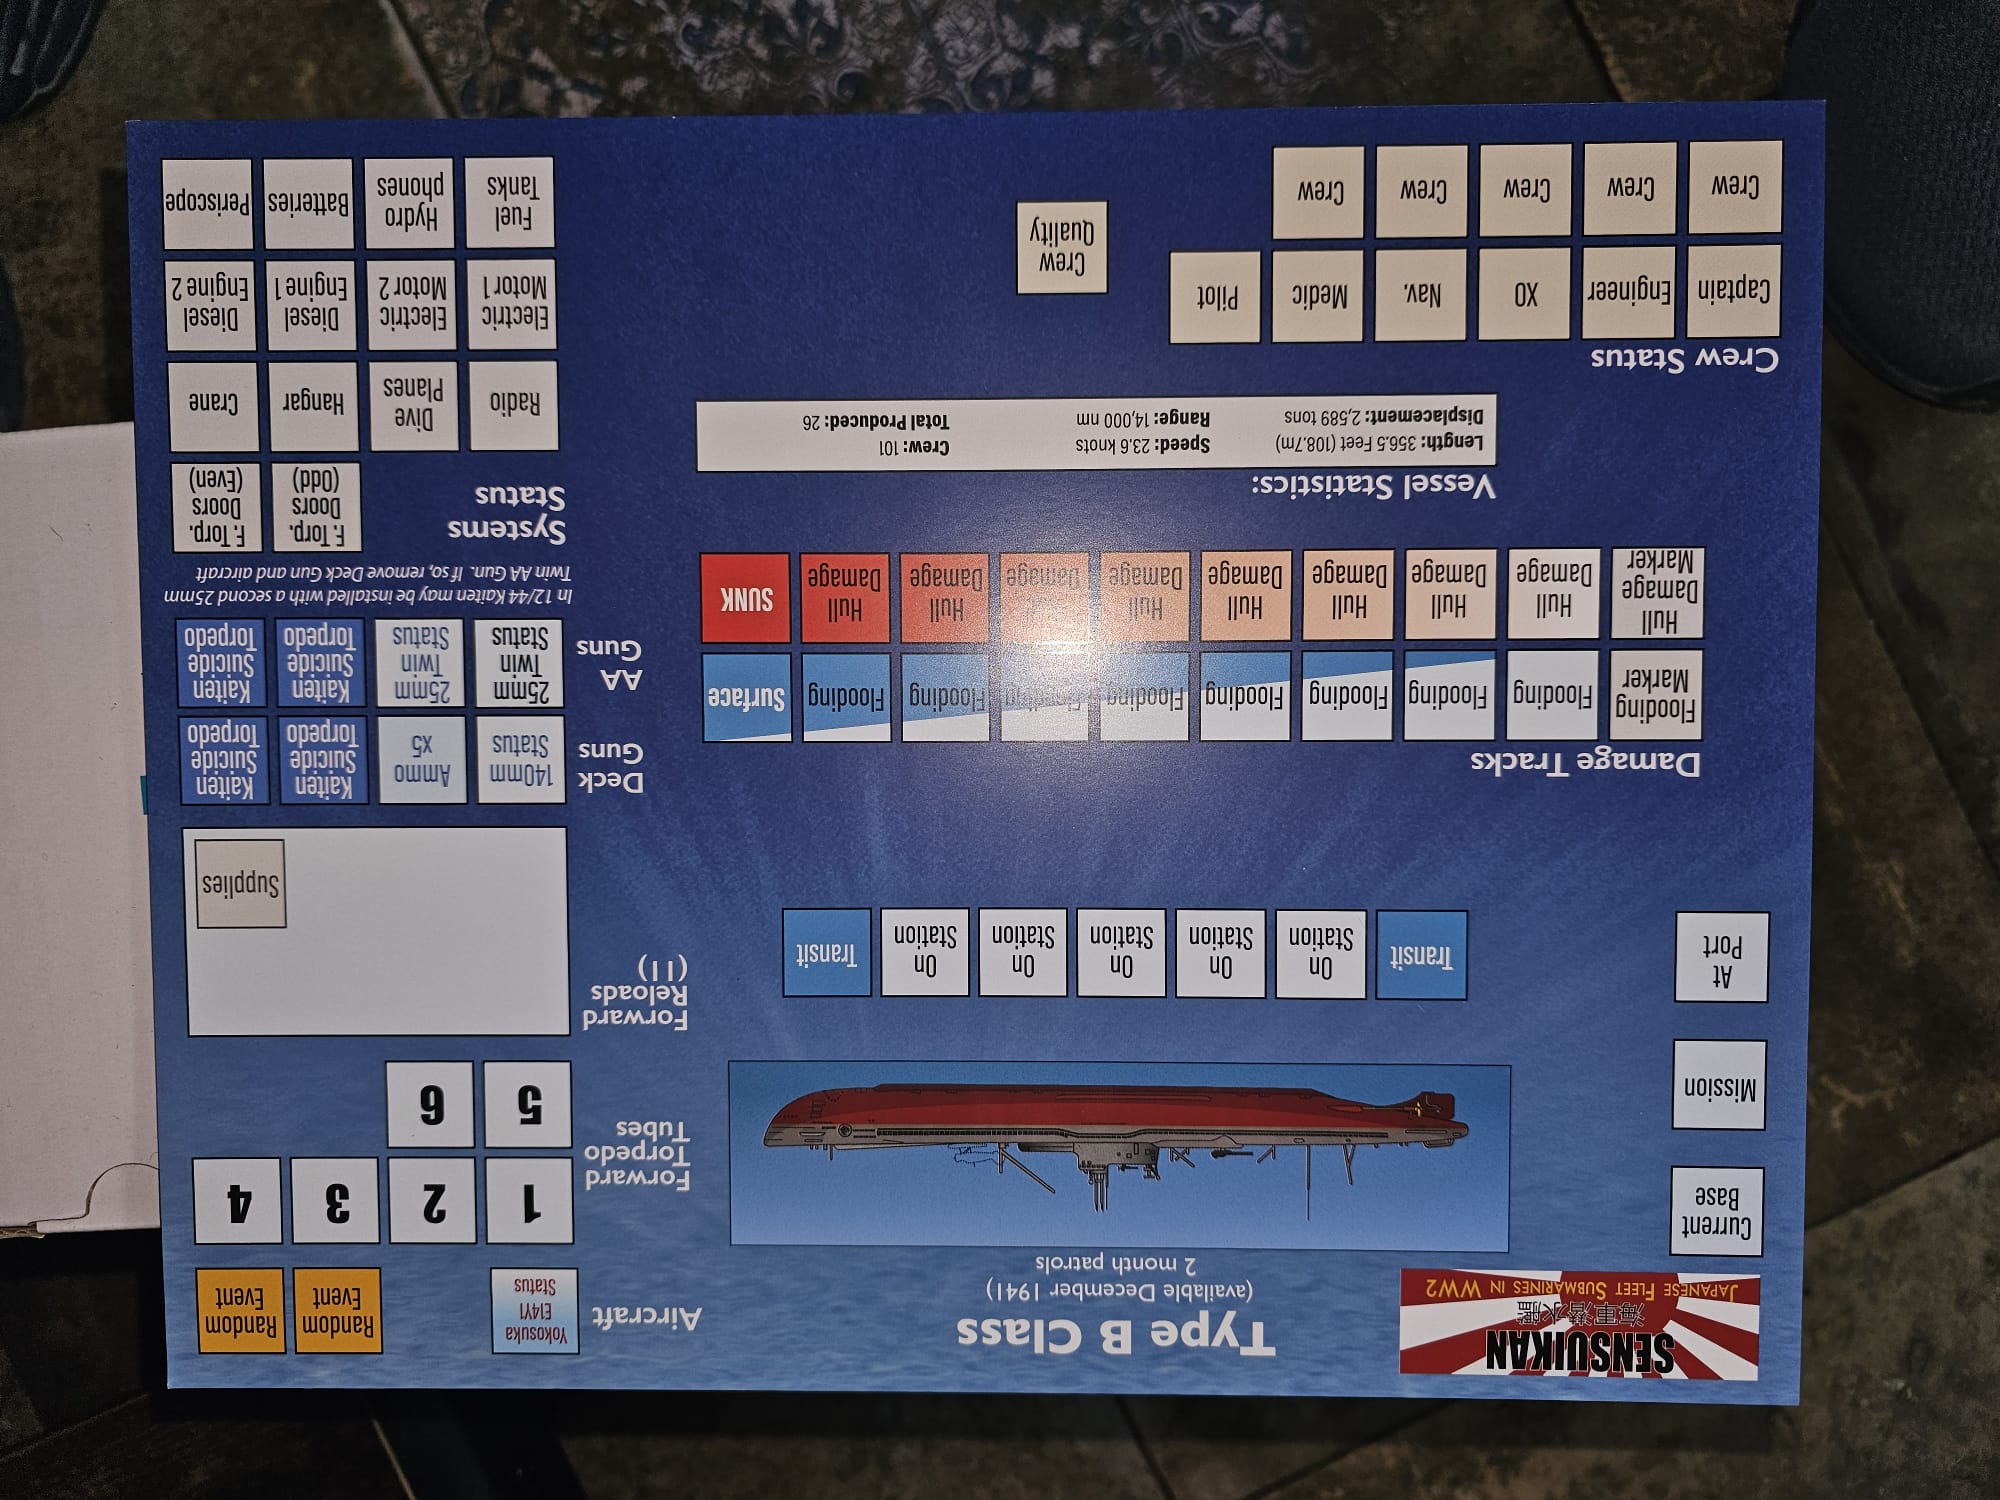 SENSUIKAN
海軍潜水艦
JAPANESE FLEET SUBMARINES IN WW2
Type B Class
(available December 1941)
2 month patrols
Aircraft
Yokosuka
E14Y1
Status
Random
Event
Random
Event
Current
Base
Mission
At
Port
Forward
Torpedo
Tubes
1
2
3
4
5
6
Transit
On
Station
On
Station
On
Station
On
Station
On
Station
Transit
Forward
Reloads
(11)
Supplies
Damage Tracks
Flooding
Marker
Flooding
Flooding
Flooding
Flooding
Flooding
Flooding
Flooding
Flooding
Surface
Hull
Damage
Marker
Hull
Damage
Hull
Damage
Hull
Damage
Hull
Damage
Hull
Damage
Hull
Damage
Hull
Damage
Hull
Damage
SUNK
Deck
Guns
140mm
Status
Ammo
x5
Kaiten
Suicide
Torpedo
Kaiten
Suicide
Torpedo
AA
Guns
25mm
Twin
Status
25mm
Twin
Status
Kaiten
Suicide
Torpedo
Kaiten
Suicide
Torpedo
In 12/44 Kaiten may be installed with a second 25mm
Twin AA Gun. If so, remove Deck Gun and aircraft
Vessel Statistics:
Length: 356.5 Feet (108.7m) Speed: 23.6 knots Crew: 101
Displacement: 2,589 tons Range: 14,000 nm Total Produced: 26
Systems
Status
F. Torp.
Doors
(Odd)
F. Torp.
Doors
(Even)
Radio
Dive
Planes
Hangar
Crane
Electric
Motor 1
Electric
Motor 2
Diesel
Engine 1
Diesel
Engine 2
Fuel
Tanks
Hydro
phones
Batteries
Periscope
Crew Status
Captain
Engineer
XO
Nav.
Medic
Pilot
Crew
Quality
Crew
Crew
Crew
Crew
Crew